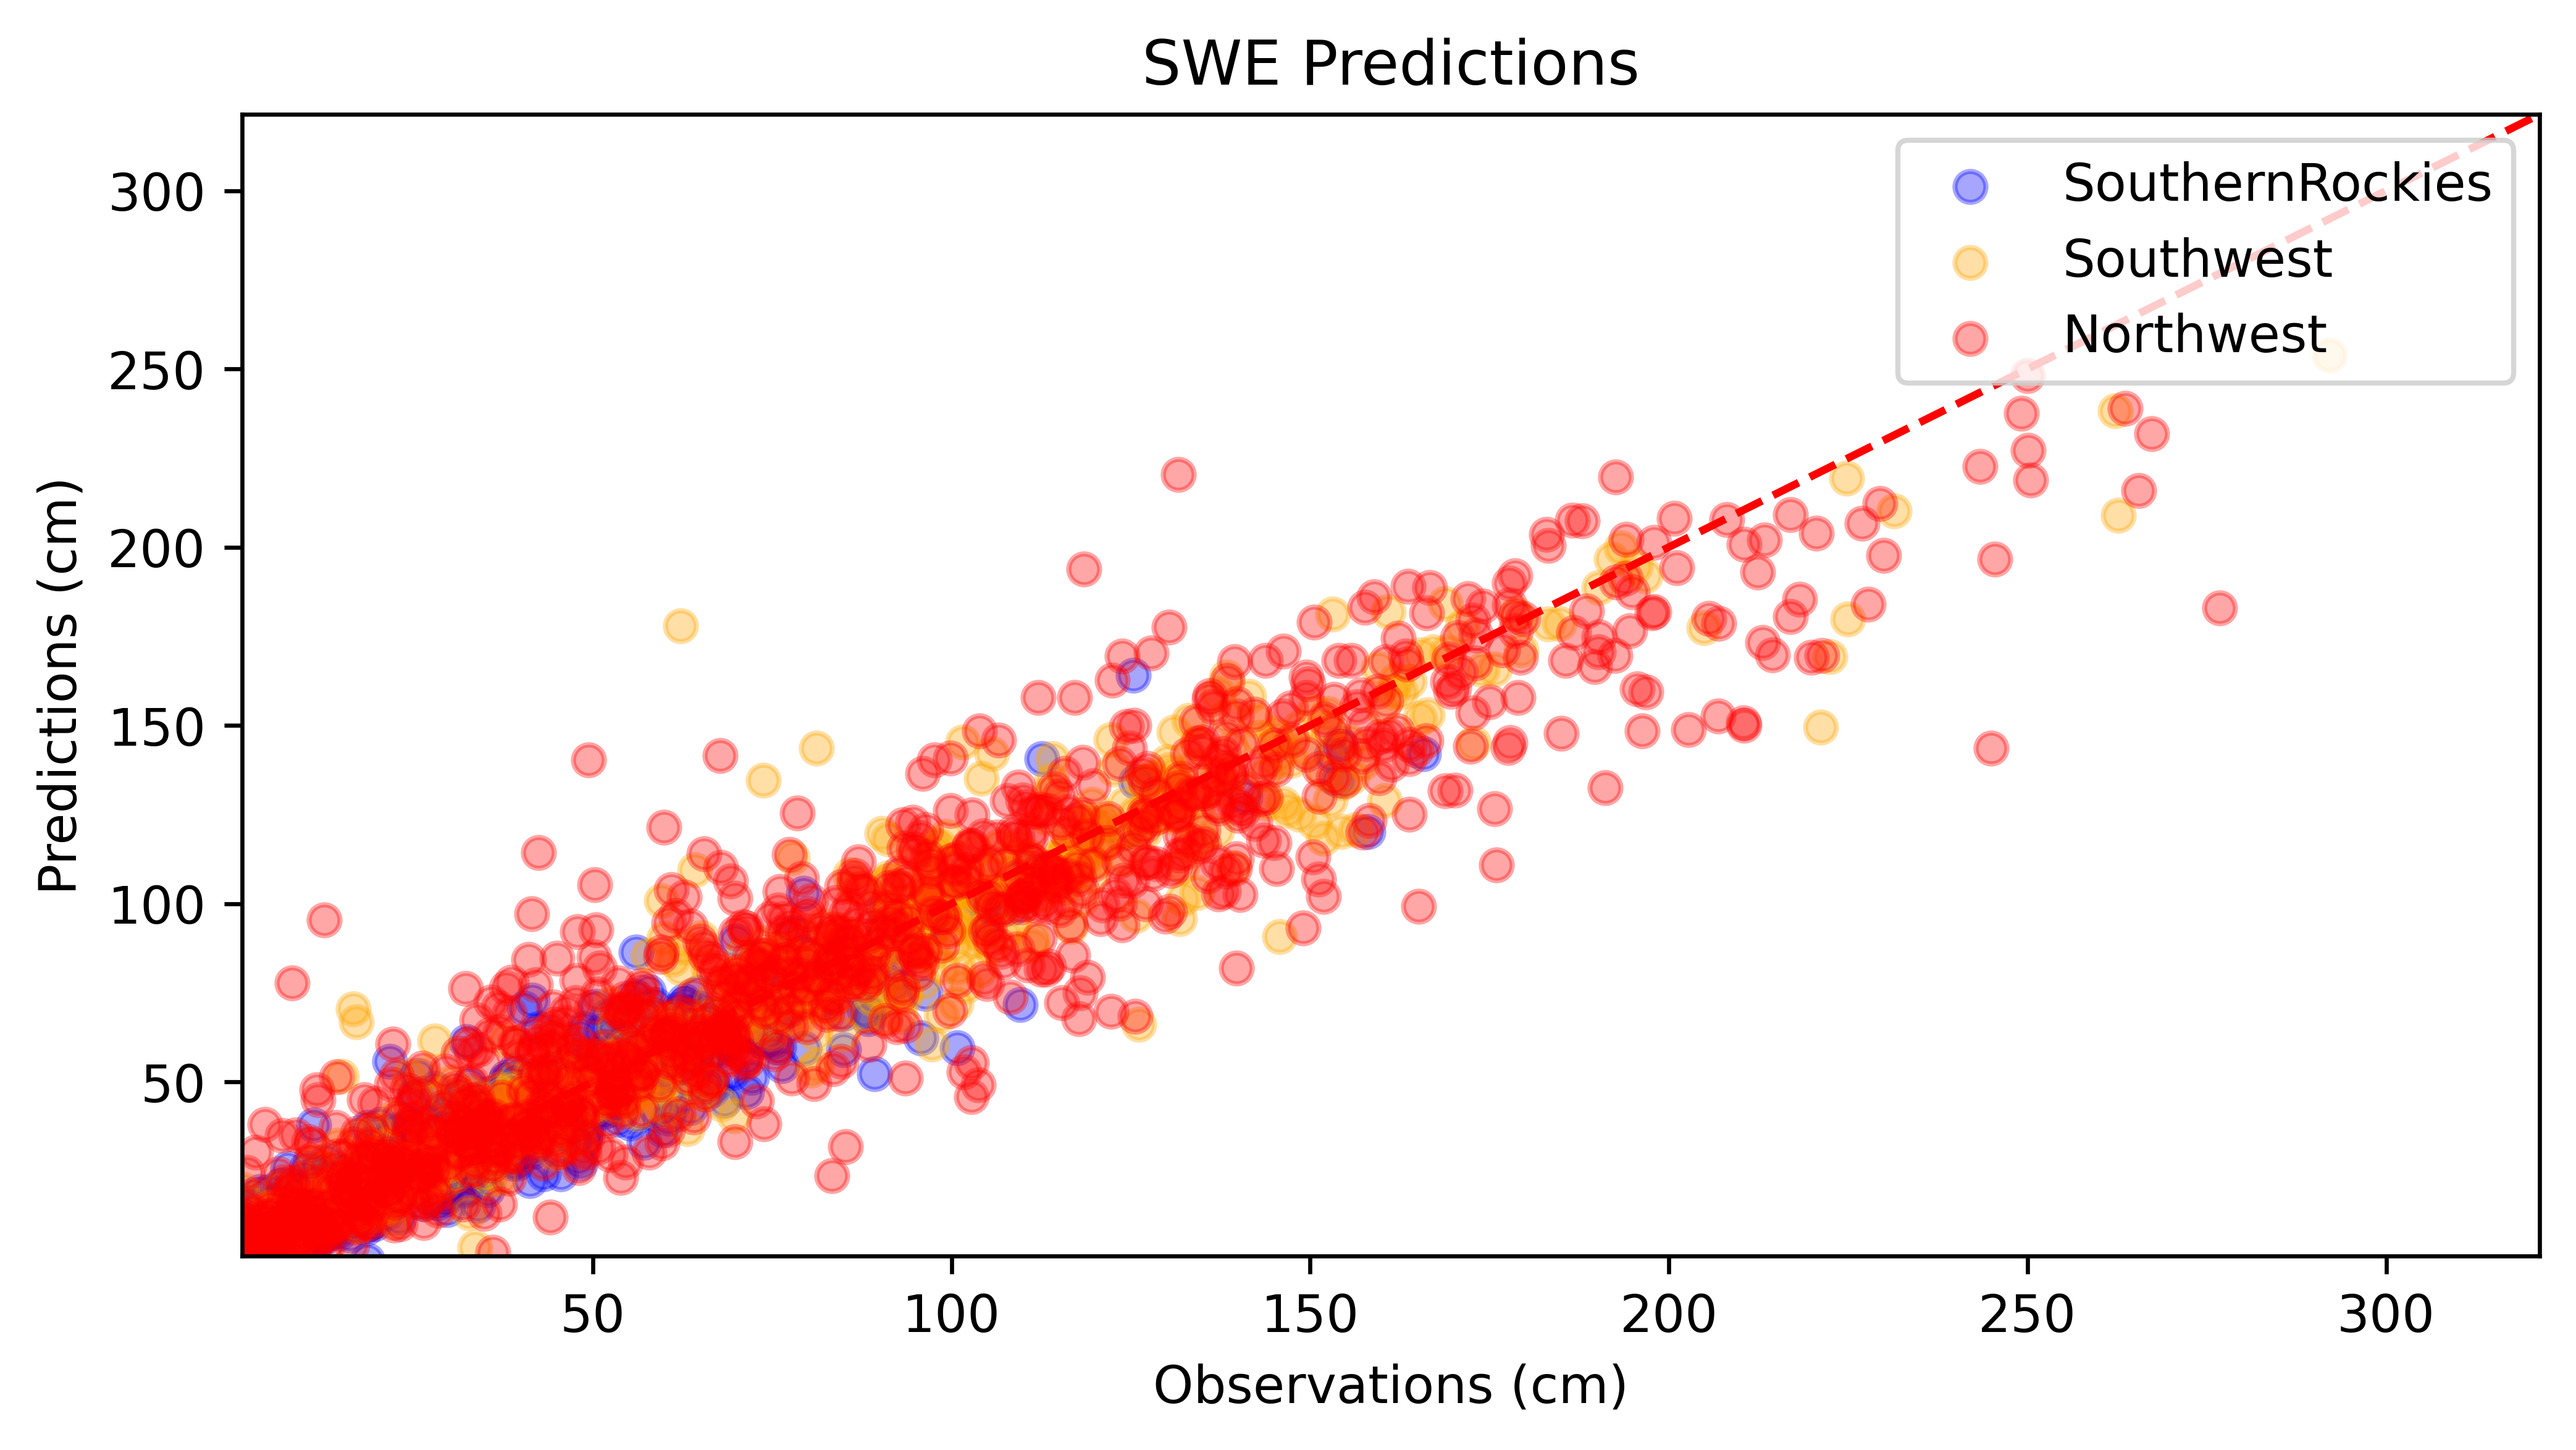 SWE Predictions
SouthernRockies
Southwest
Northwest
300
250
200
150
100
50
Predictions (cm)
50 100 150 200 250 300
Observations (cm)